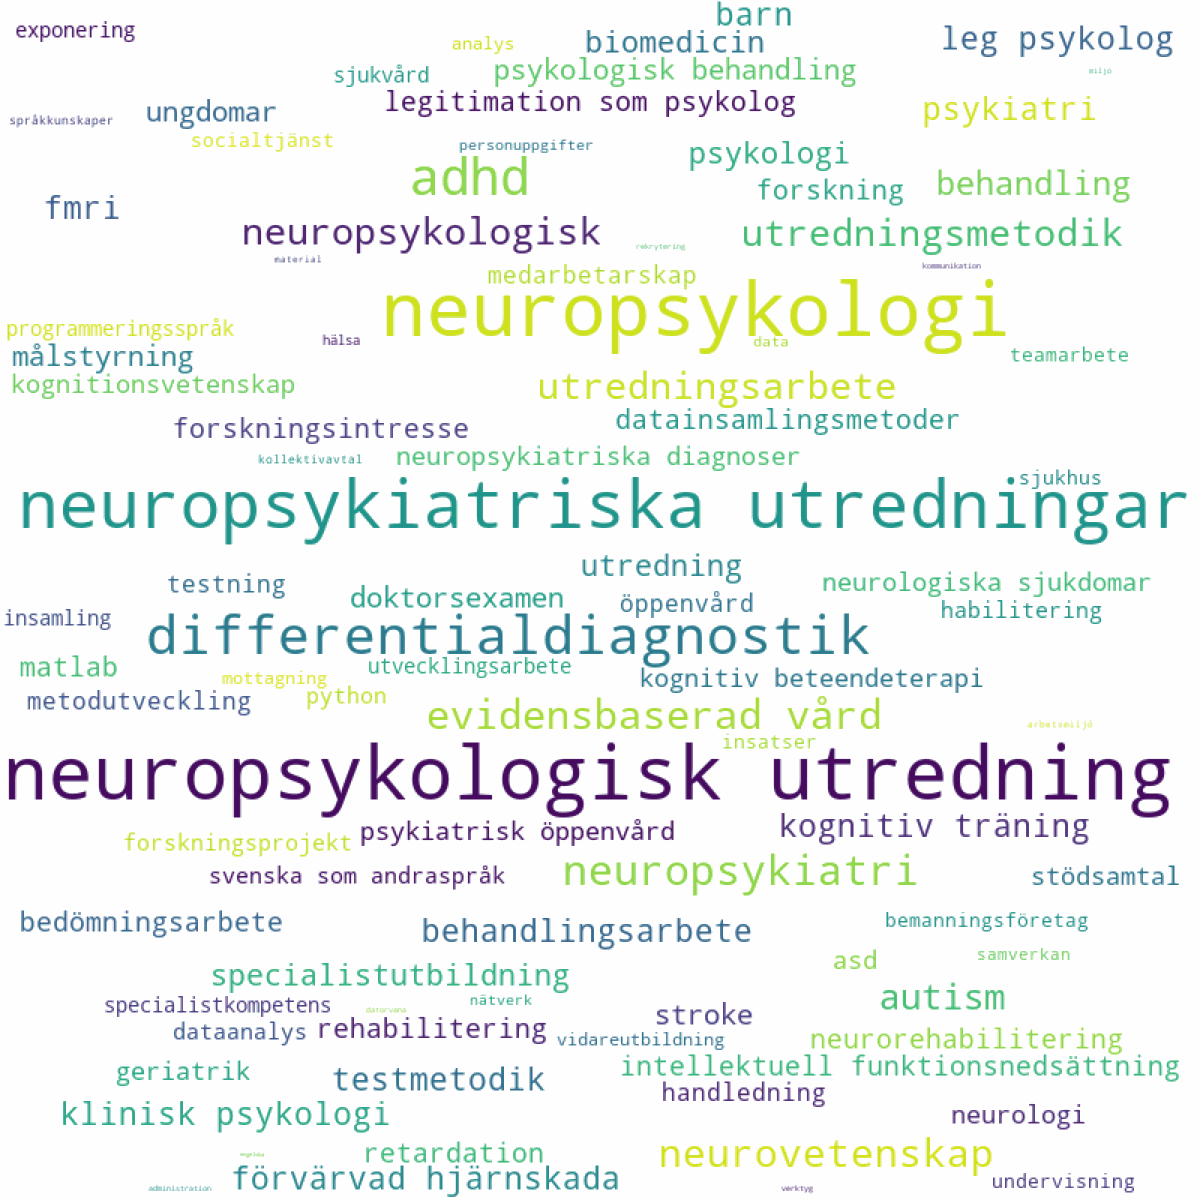 barn
exponering
leg psykolog
analys
biomedicin
psykologisk behandling
miljö
sjukvård
legitimation som psykolog
ungdomar
psykiatri
språkkunskaper
socialtjänst
personuppgifter
psykologi
adhd
forskning
behandling
fmri
neuropsykologisk
utredningsmetodik
rekrytering
material
kommunikation
medarbetarskap
neuropsykologi
programmeringsspråk
hälsa
data
målstyrning
teamarbete
kognitionsvetenskap
utredningsarbete
datainsamlingsmetoder
forskningsintresse
kollektivavtal
neuropsykiatriska diagnoser
sjukhus
neuropsykiatriska utredningar
utredning
testning
neurologiska sjukdomar
doktorsexamen
öppenvård
habilitering
insamling
differentialdiagnostik
matlab
utvecklingsarbete
mottagning
kognitiv beteendeterapi
metodutveckling
python
evidensbaserad vård
arbetsmiljö
insatser
neuropsykologisk utredning
kognitiv träning
forskningsprojekt
psykiatrisk öppenvård
neuropsykiatri
svenska som andraspråk
stödsamtal
bedömningsarbete
behandlingsarbete
bemanningsföretag
samverkan
asd
specialistutbildning
autism
specialistkompetens
datorvana
nätverk
stroke
dataanalys
rehabilitering
vidareutbildning
neurorehabilitering
geriatrik
testmetodik
intellektuell funktionsnedsättning
handledning
klinisk psykologi
neurologi
engelska
retardation
neurovetenskap
administration
förvärvad hjärnskada
verktyg
undervisning